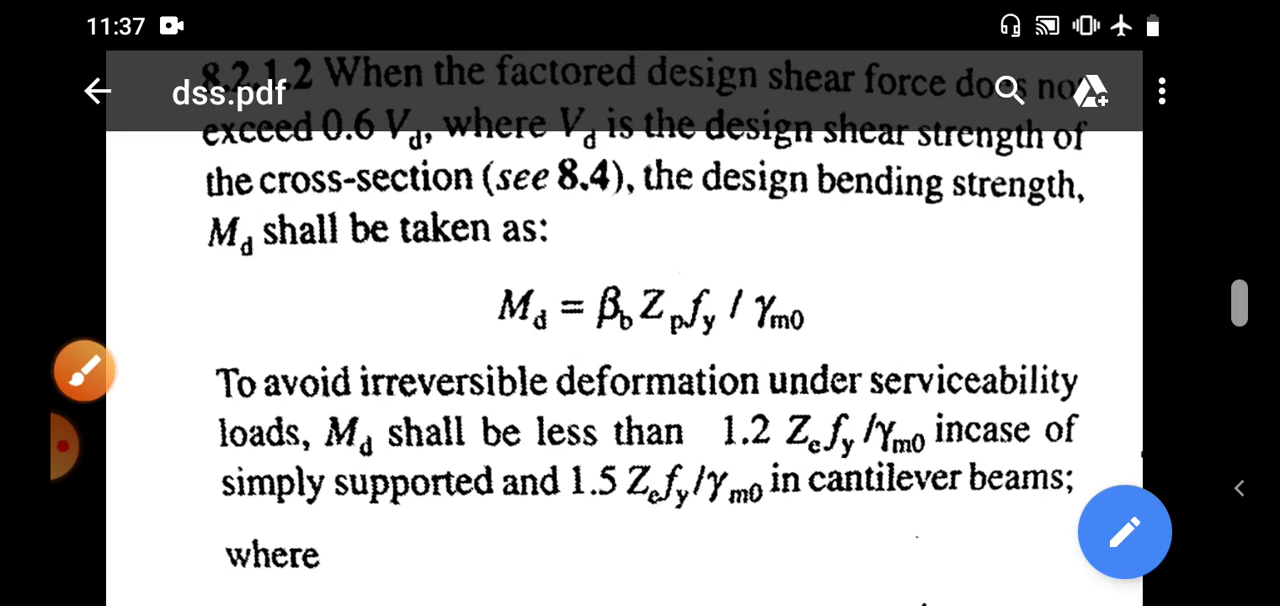 11:37
dss.pdf
8.2.1.2 When the factored design shear force does no
exceed 0.6 Vd, where Vd is the design shear strength of
the cross-section (see 8.4), the design bending strength,
Md shall be taken as:
Md = βb Zp fy / γm0
To avoid irreversible deformation under serviceability
loads, Md shall be less than 1.2 Ze fy /γm0 incase of
simply supported and 1.5 Ze fy/γm0 in cantilever beams;
where